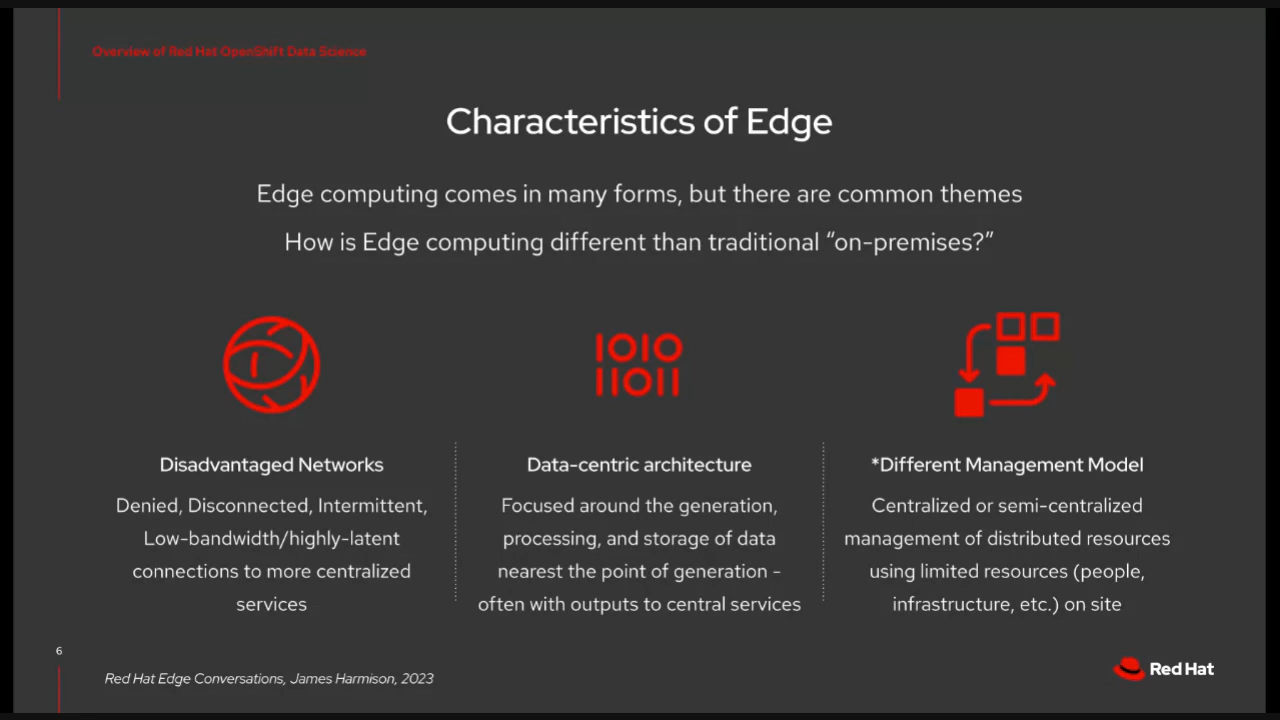 Overview of Red Hat OpenShift Data Science
Characteristics of Edge
Edge computing comes in many forms, but there are common themes
How is Edge computing different than traditional “on-premises?”
1010
11011
Disadvantaged Networks
Denied, Disconnected, Intermittent,
Low-bandwidth/highly-latent
connections to more centralized
services
Data-centric architecture
Focused around the generation,
processing, and storage of data
nearest the point of generation -
often with outputs to central services
*Different Management Model
Centralized or semi-centralized
management of distributed resources
using limited resources (people,
infrastructure, etc.) on site
6
Red Hat Edge Conversations, James Harmison, 2023
Red Hat